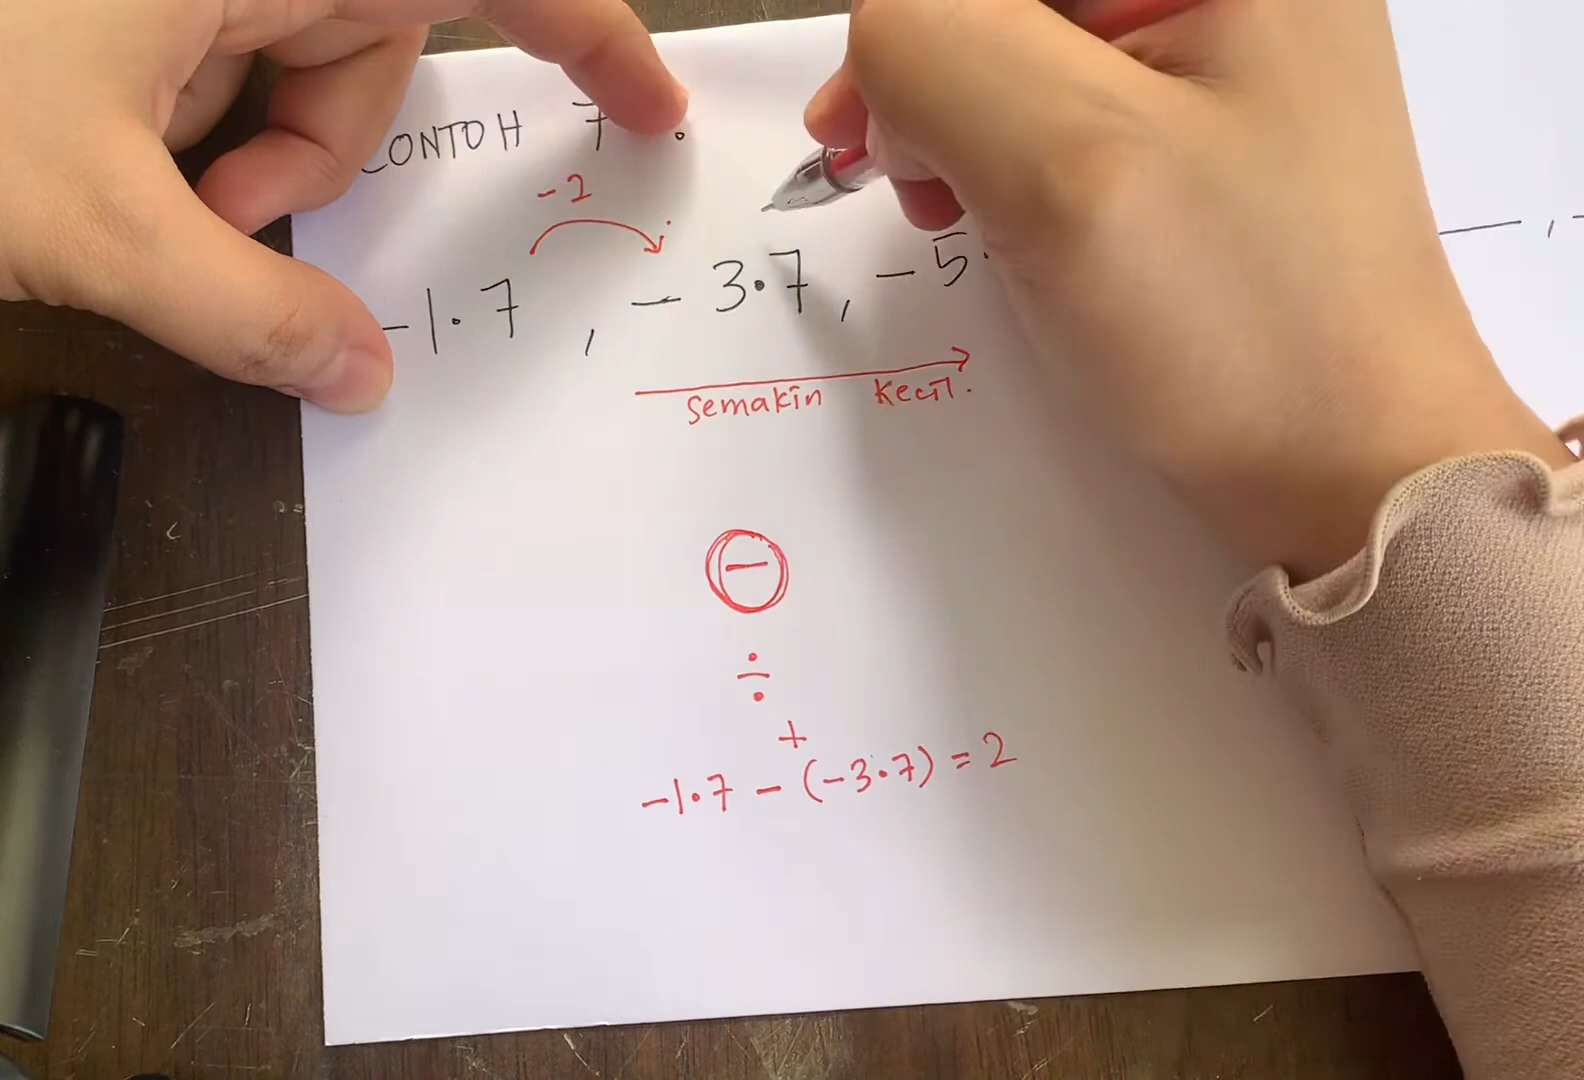 CONTOH 7 :
-2
-1.7 , -3.7 , -5.
semakin kecil.
-
÷
+
-1.7 - (-3.7) = 2